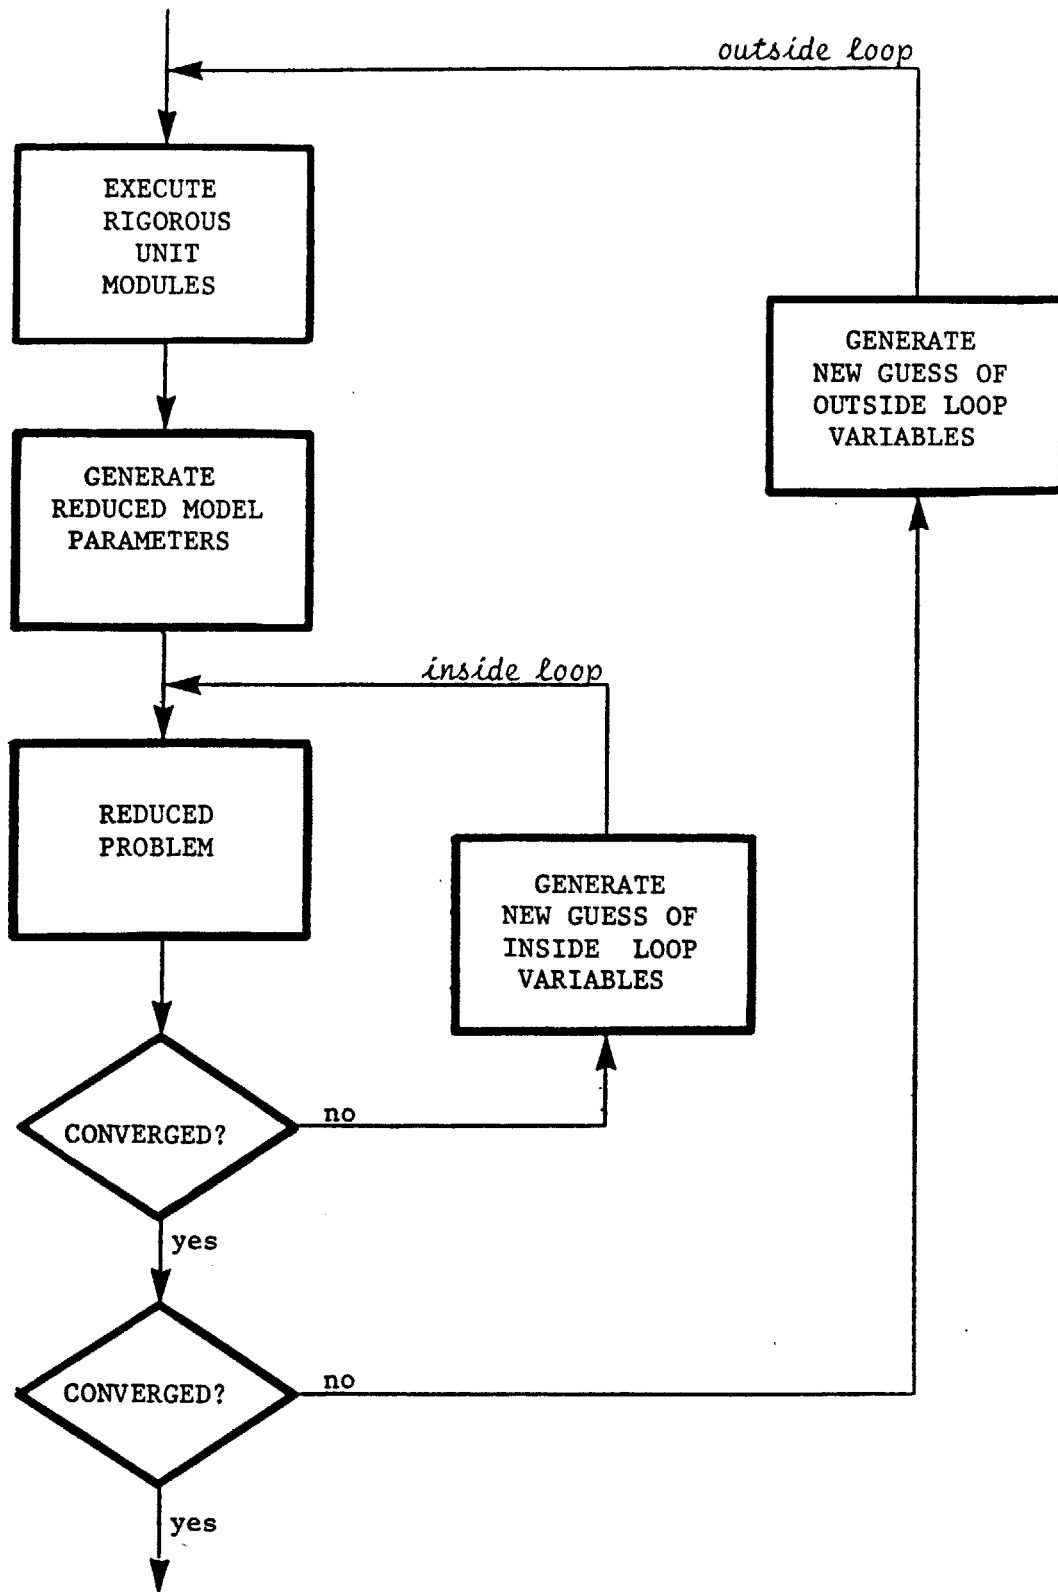 outside loop
EXECUTE
RIGOROUS
UNIT
MODULES
GENERATE
NEW GUESS OF
OUTSIDE LOOP
VARIABLES
GENERATE
REDUCED MODEL
PARAMETERS
inside loop
REDUCED
PROBLEM
GENERATE
NEW GUESS OF
INSIDE LOOP
VARIABLES
CONVERGED?
no
yes
CONVERGED?
no
yes